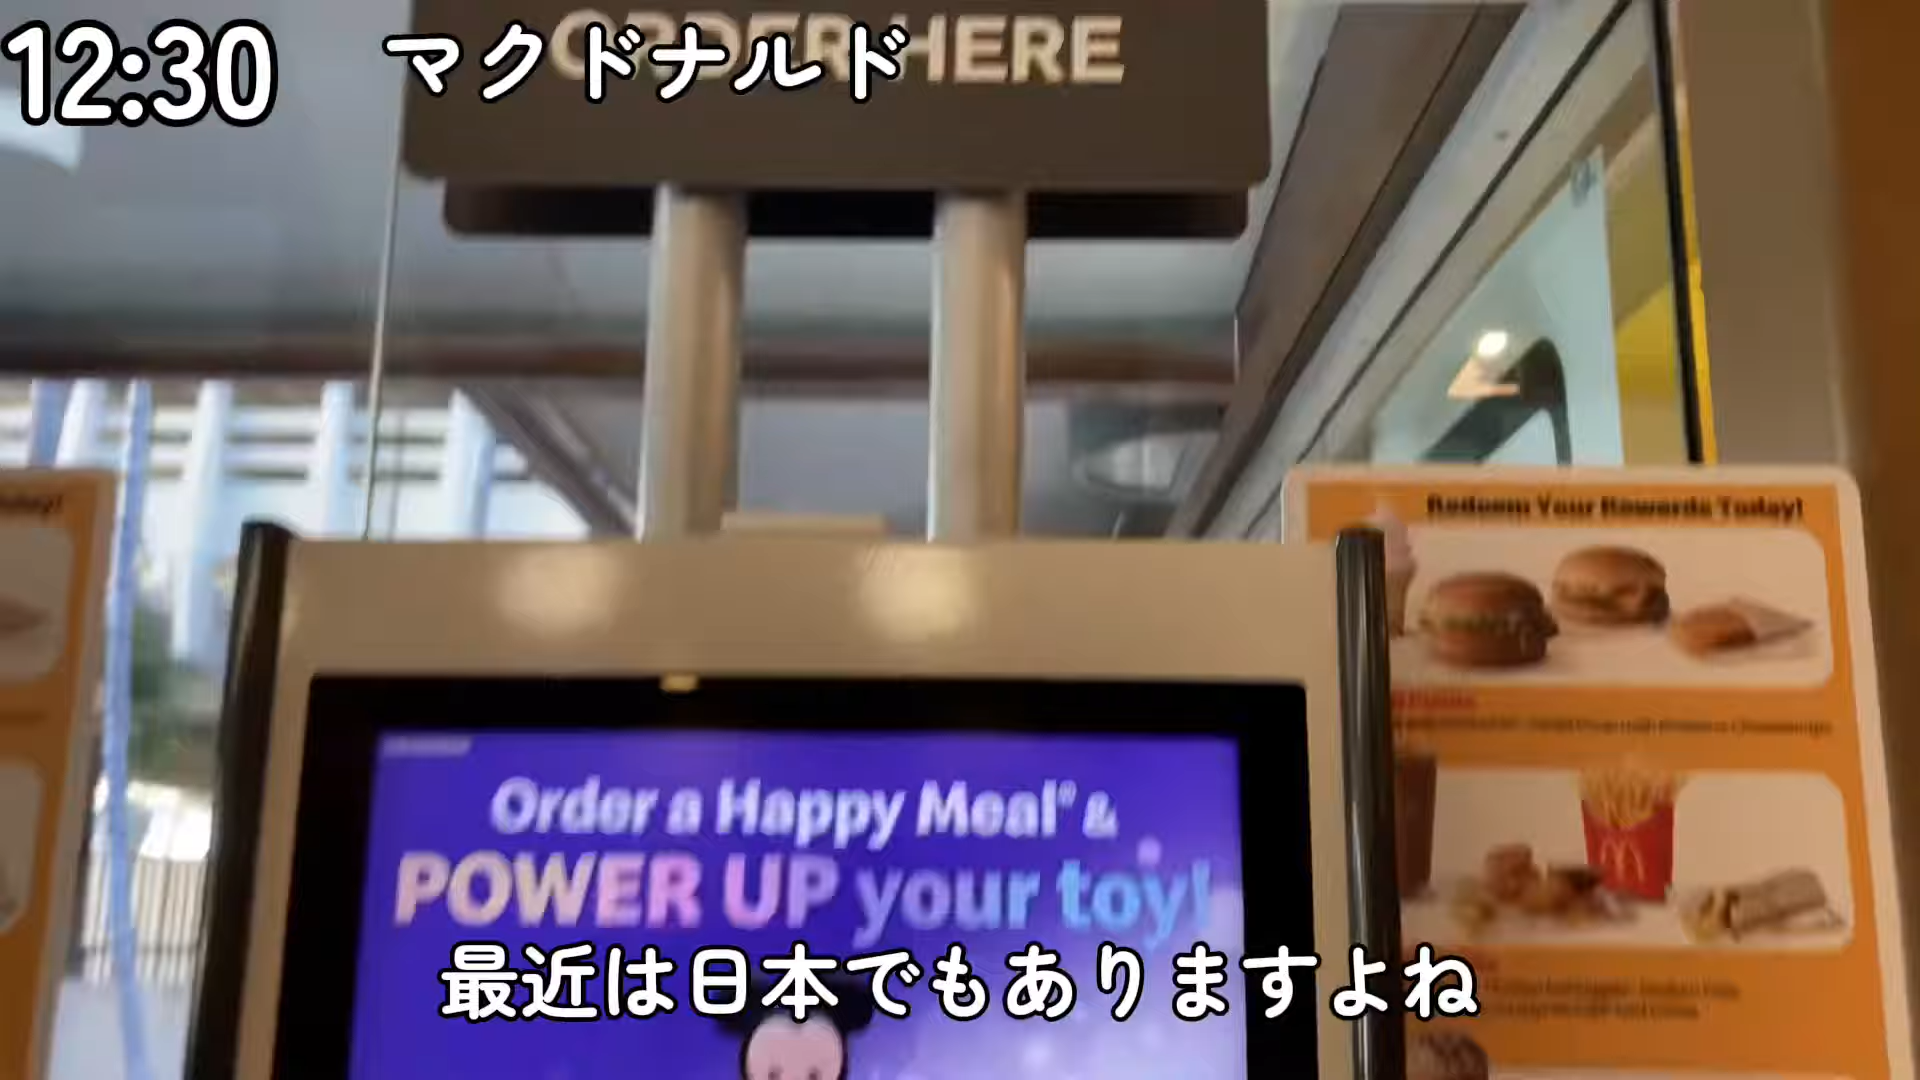 12:30
マクドナルド
ORDER HERE
Redeem Your Rewards Today!
Order a Happy Meal® &
POWER UP your toy!
最近は日本でもありますよね